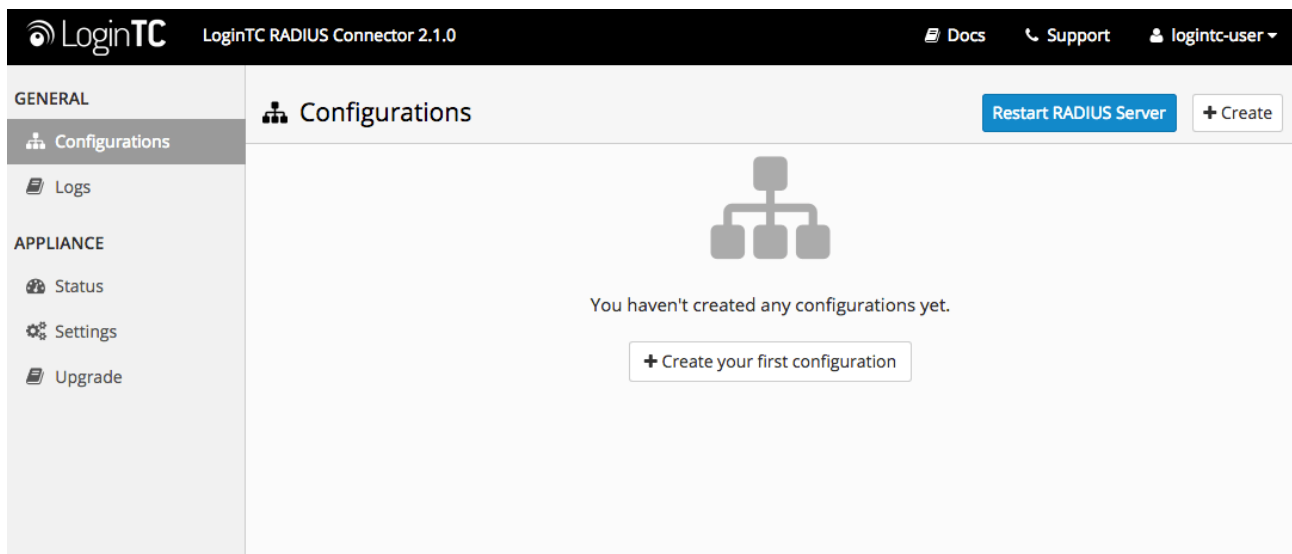 LoginTC LoginTC RADIUS Connector 2.1.0 Docs Support logintc-user
GENERAL
Configurations
Logs
APPLIANCE
Status
Settings
Upgrade
Configurations Restart RADIUS Server + Create
You haven't created any configurations yet.
+ Create your first configuration